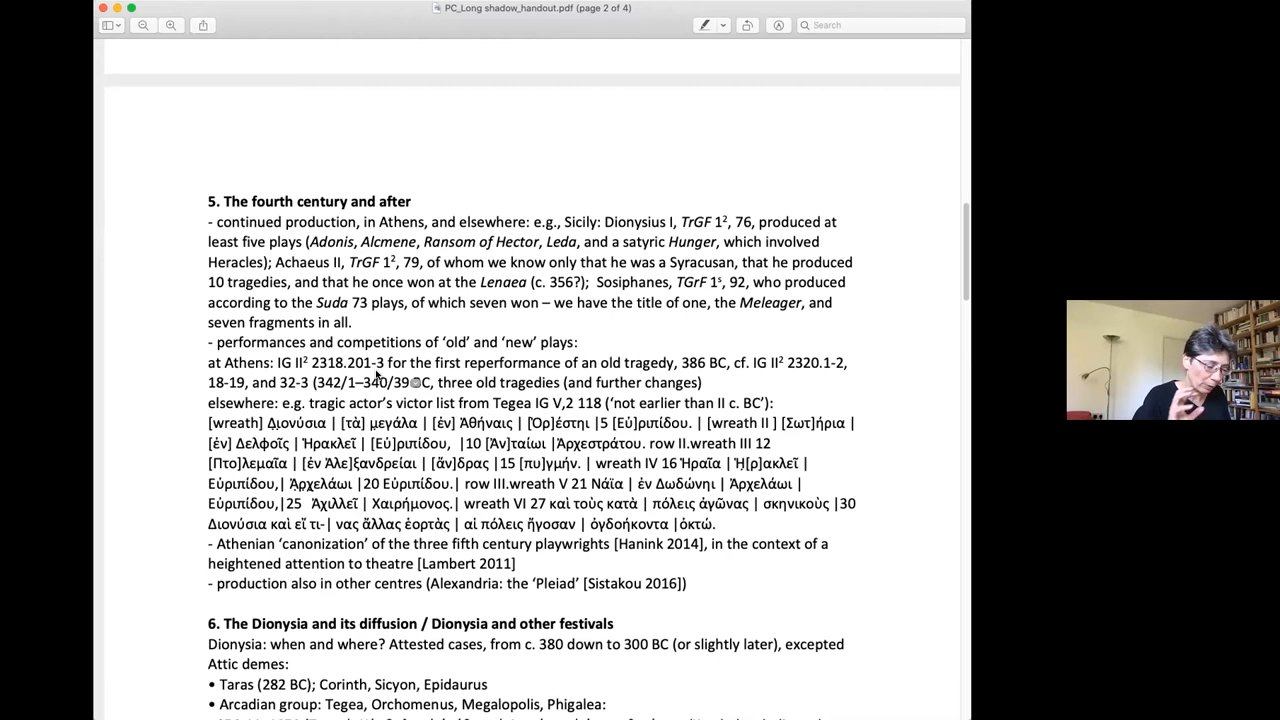 PC_Long shadow_handout.pdf (page 2 of 4)
Search
5. The fourth century and after
- continued production, in Athens, and elsewhere: e.g., Sicily: Dionysius I, TrGF 1², 76, produced at
least five plays (Adonis, Alcmene, Ransom of Hector, Leda, and a satyric Hunger, which involved
Heracles); Achaeus II, TrGF 1², 79, of whom we know only that he was a Syracusan, that he produced
10 tragedies, and that he once won at the Lenaea (c. 356?); Sosiphanes, TGrF 1ˢ, 92, who produced
according to the Suda 73 plays, of which seven won – we have the title of one, the Meleager, and
seven fragments in all.
- performances and competitions of ‘old’ and ‘new’ plays:
at Athens: IG II² 2318.201-3 for the first reperformance of an old tragedy, 386 BC, cf. IG II² 2320.1-2,
18-19, and 32-3 (342/1–340/39 BC, three old tragedies (and further changes)
elsewhere: e.g. tragic actor’s victor list from Tegea IG V,2 118 (‘not earlier than II c. BC’):
[wreath] Διονύσια | [τὰ] μεγάλα | [ἐν] Ἀθήναις | [Ὀρ]έστηι |5 [Εὐ]ριπίδου. | [wreath II ] [Σωτ]ήρια |
[ἐν] Δελφοῖς | Ἡρακλεῖ | [Εὐ]ριπίδου, |10 [Ἀν]ταίωι |Ἀρχεστράτου. row II.wreath III 12
[Πτο]λεμαῖα | [ἐν Ἀλε]ξανδρείαι | [ἄν]δρας |15 [πυ]γμήν. | wreath IV 16 Ἡραῖα | Ἡ[ρ]ακλεῖ |
Εὐριπίδου,| Ἀρχελάωι |20 Εὐριπίδου.| row III.wreath V 21 Νάϊα | ἐν Δωδώνηι | Ἀρχελάωι |
Εὐριπίδου,|25 Ἀχιλλεῖ | Χαιρήμονος.| wreath VI 27 καὶ τοὺς κατὰ | πόλεις ἀγῶνας | σκηνικοὺς |30
Διονύσια καὶ εἴ τι-| νας ἄλλας ἑορτὰς | αἱ πόλεις ἤγοσαν | ὀγδοήκοντα |ὀκτώ.
- Athenian ‘canonization’ of the three fifth century playwrights [Hanink 2014], in the context of a
heightened attention to theatre [Lambert 2011]
- production also in other centres (Alexandria: the ‘Pleiad’ [Sistakou 2016])
6. The Dionysia and its diffusion / Dionysia and other festivals
Dionysia: when and where? Attested cases, from c. 380 down to 300 BC (or slightly later), excepted
Attic demes:
• Taras (282 BC); Corinth, Sicyon, Epidaurus
• Arcadian group: Tegea, Orchomenus, Megalopolis, Phigalea: